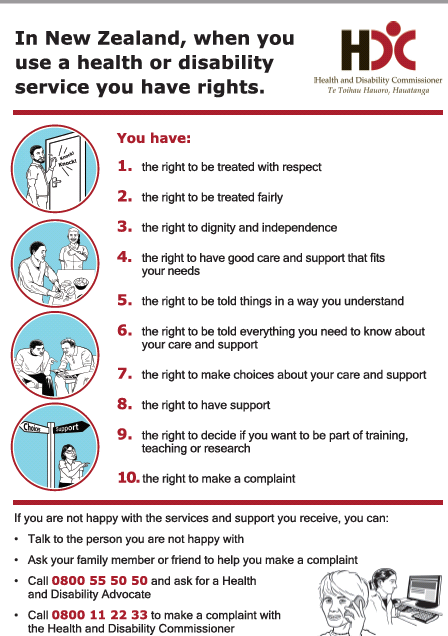 In New Zealand, when you
use a health or disability
service you have rights.
HDC
Health and Disability Commissioner
Te Toihau Hauora, Hauātanga
You have:
Knock!
Knock!
1. the right to be treated with respect
2. the right to be treated fairly
3. the right to dignity and independence
4. the right to have good care and support that fits
your needs
5. the right to be told things in a way you understand
6. the right to be told everything you need to know about
your care and support
7. the right to make choices about your care and support
8. the right to have support
Choice
Support
9. the right to decide if you want to be part of training,
teaching or research
10. the right to make a complaint
If you are not happy with the services and support you receive, you can:
• Talk to the person you are not happy with
• Ask your family member or friend to help you make a complaint
• Call 0800 55 50 50 and ask for a Health
and Disability Advocate
• Call 0800 11 22 33 to make a complaint with
the Health and Disability Commissioner